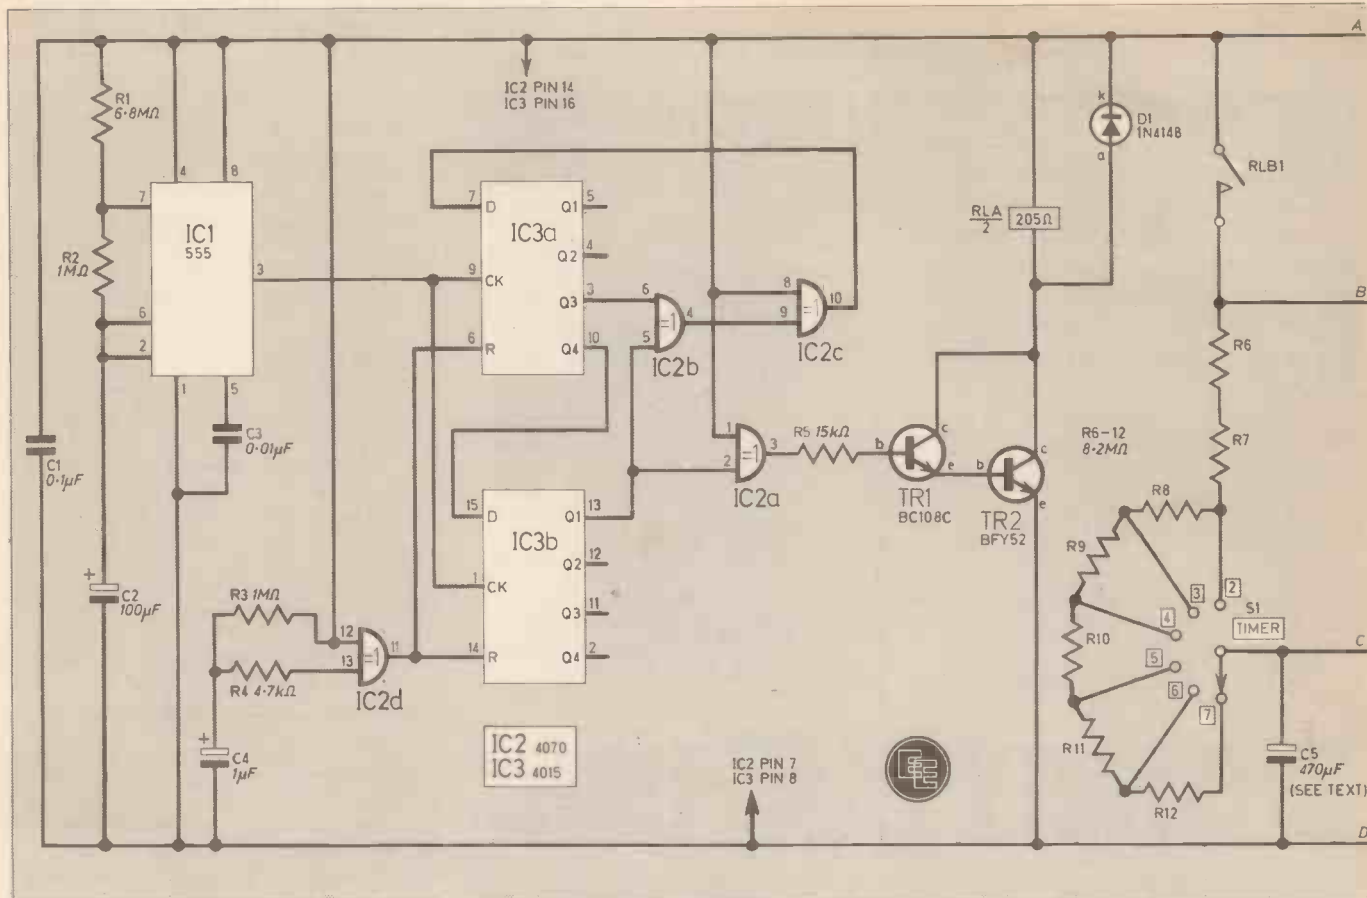 A
R1
6·8MΩ
IC2 PIN 14
IC3 PIN 16
k
D1
1N4148
a
RLB1
4
8
7
IC1
555
3
R2
1MΩ
6
2
1
5
C3
0·01µF
C1
0·1µF
7
D
IC3a
Q1
5
Q2
4
9
CK
Q3
3
6
R
Q4
10
6
4
5
=1
IC2b
8
10
9
=1
IC2c
RLA
2
205Ω
B
R6
R7
1
3
2
=1
IC2a
R5 15kΩ
b
c
e
TR1
BC108C
b
c
e
TR2
BFY52
R6-12
8·2MΩ
15
D
IC3b
Q1
13
Q2
12
1
CK
Q3
11
14
R
Q4
2
+
C2
100µF
R3 1MΩ
R4 4·7kΩ
12
11
13
=1
IC2d
+
C4
1µF
IC2 4070
IC3 4015
IC2 PIN 7
IC3 PIN 8
EE
R8
R9
R10
R11
R12
2
3
4
5
6
7
S1
TIMER
C
+
C5
470µF
(SEE TEXT)
D